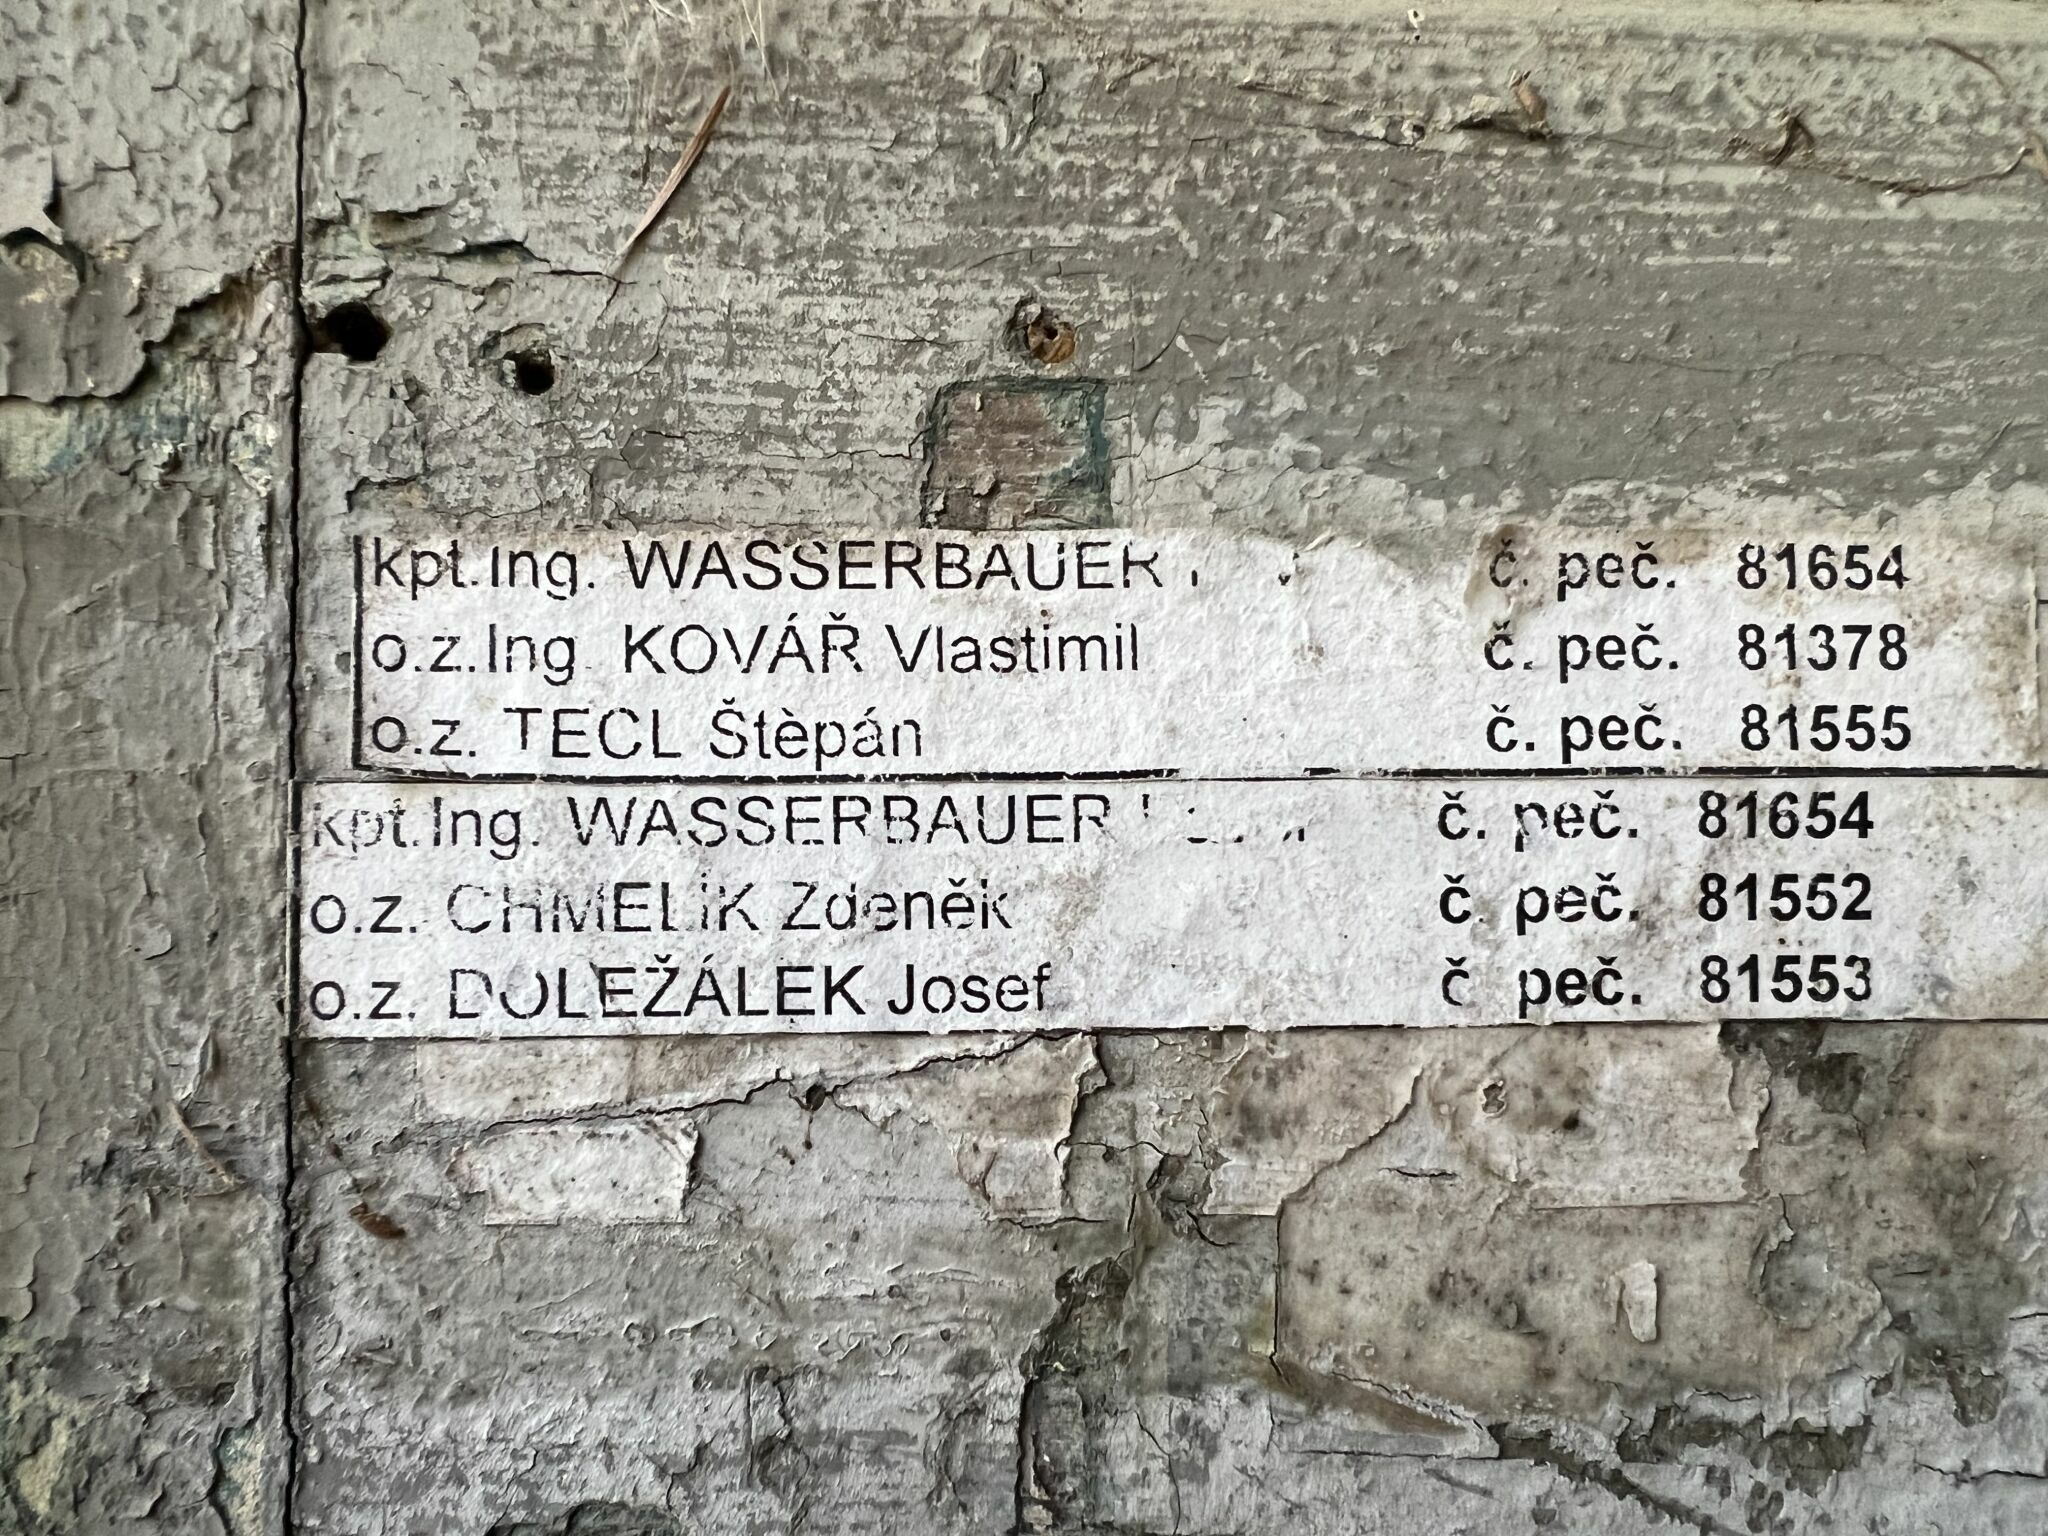 kpt.Ing. WASSERBAUER č. peč. 81654
o.z.Ing. KOVÁŘ Vlastimil č. peč. 81378
o.z. TECL Štèpán č. peč. 81555
kpt.Ing. WASSERBAUER č. peč. 81654
o.z. CHMELÍK Zdeněk č. peč. 81552
o.z. DOLEŽÁLEK Josef č. peč. 81553